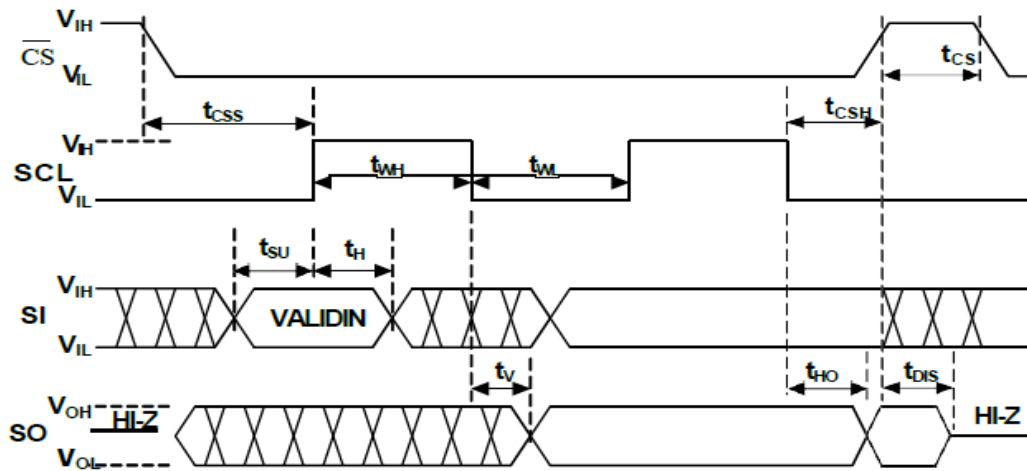 VIH
CS
VIL
tCS
tCSS
tCSH
VIH
SCL
VIL
tWH
tWL
tSU
tH
VIH
SI
VIL
VALIDIN
tV
tHO
tDIS
VOH
SO
HI-Z
VOL
HI-Z